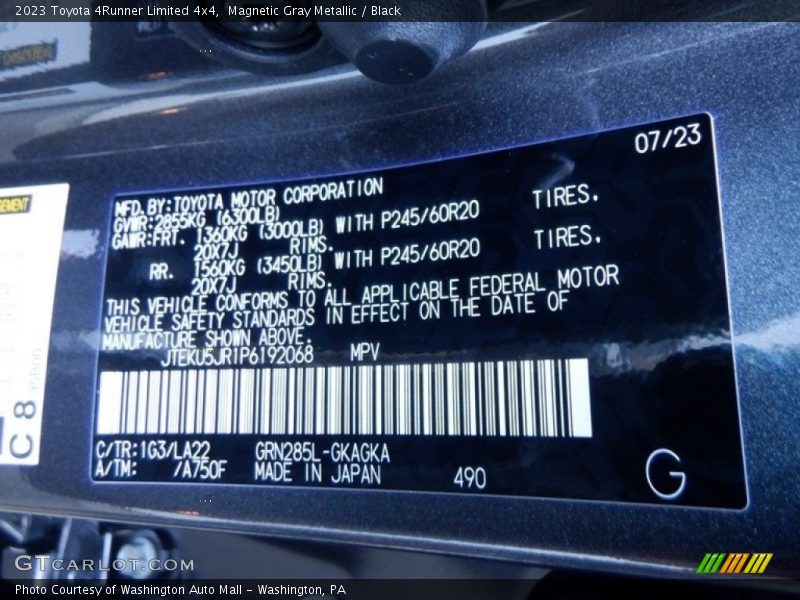 2023 Toyota 4Runner Limited 4x4, Magnetic Gray Metallic / Black
07/23
MFD.BY:TOYOTA MOTOR CORPORATION
GVWR:2855KG (6300LB)
GAWR:FRT. 1360KG (3000LB) WITH P245/60R20 TIRES.
20X7J RIMS.
RR. 1560KG (3450LB) WITH P245/60R20 TIRES.
20X7J RIMS.
THIS VEHICLE CONFORMS TO ALL APPLICABLE FEDERAL MOTOR
VEHICLE SAFETY STANDARDS IN EFFECT ON THE DATE OF
MANUFACTURE SHOWN ABOVE.
JTEKU5JR1P6192068 MPV
C/TR:1G3/LA22 GRN285L-GKAGKA
A/TM: /A750F MADE IN JAPAN 490
G
C 8
GTCARLOT.COM
Photo Courtesy of Washington Auto Mall - Washington, PA